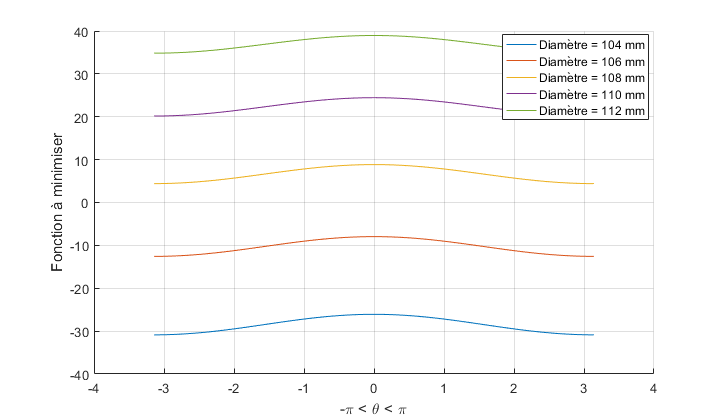 40
30
20
10
0
-10
-20
-30
-40
Fonction à minimiser
Diamètre = 104 mm
Diamètre = 106 mm
Diamètre = 108 mm
Diamètre = 110 mm
Diamètre = 112 mm
-4 -3 -2 -1 0 1 2 3 4
-π < θ < π